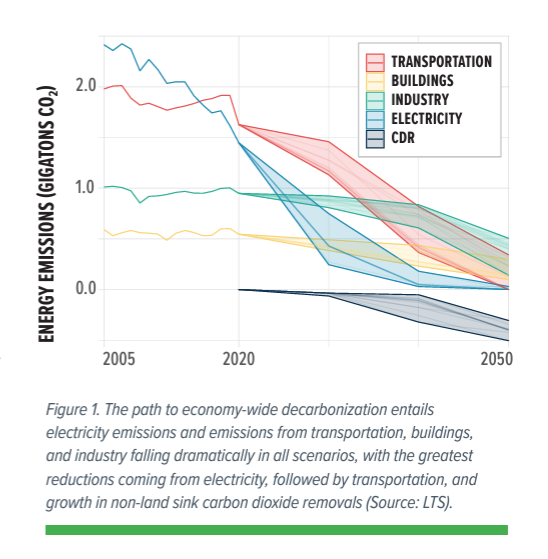 ENERGY EMISSIONS (GIGATONS CO2)
2.0
1.0
0.0
2005
2020
2050
TRANSPORTATION
BUILDINGS
INDUSTRY
ELECTRICITY
CDR
Figure 1. The path to economy-wide decarbonization entails
electricity emissions and emissions from transportation, buildings,
and industry falling dramatically in all scenarios, with the greatest
reductions coming from electricity, followed by transportation, and
growth in non-land sink carbon dioxide removals (Source: LTS).